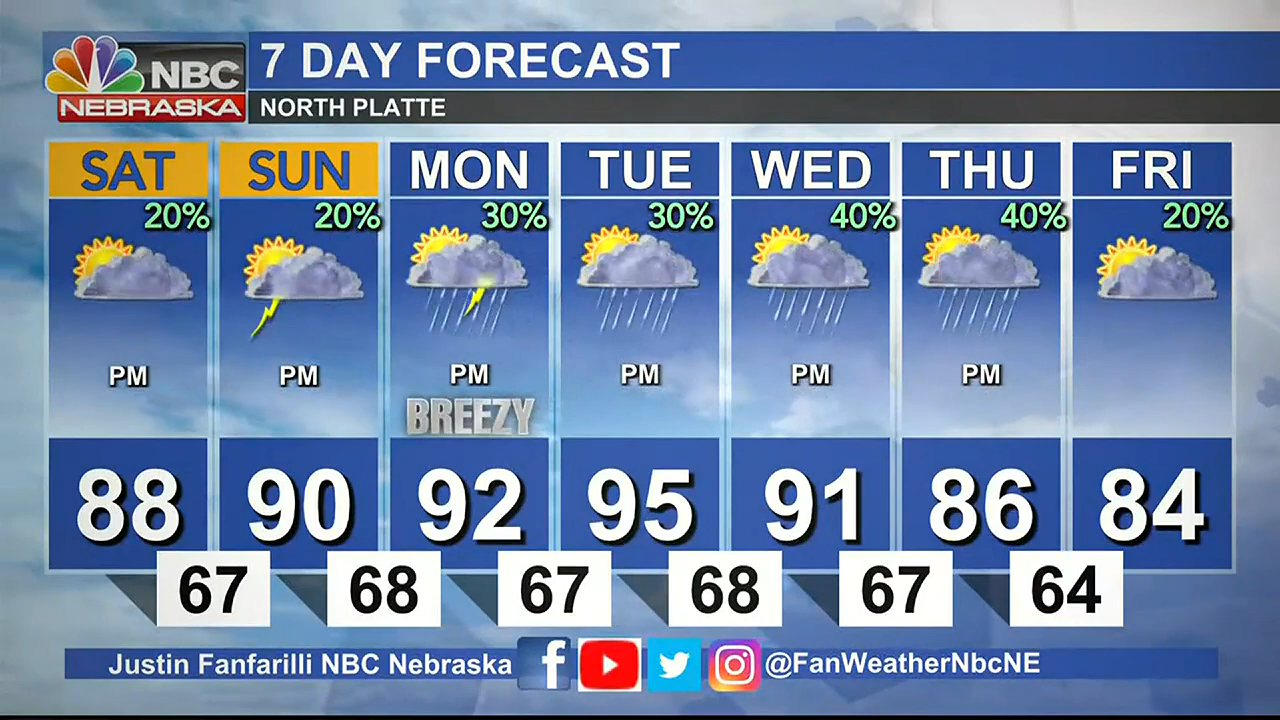 NBC
NEBRASKA
7 DAY FORECAST
NORTH PLATTE
SAT SUN MON TUE WED THU FRI
20% 20% 30% 30% 40% 40% 20%
PM PM PM PM PM PM
BREEZY
88 90 92 95 91 86 84
67 68 67 68 67 64
Justin Fanfarilli NBC Nebraska f @FanWeatherNbcNE